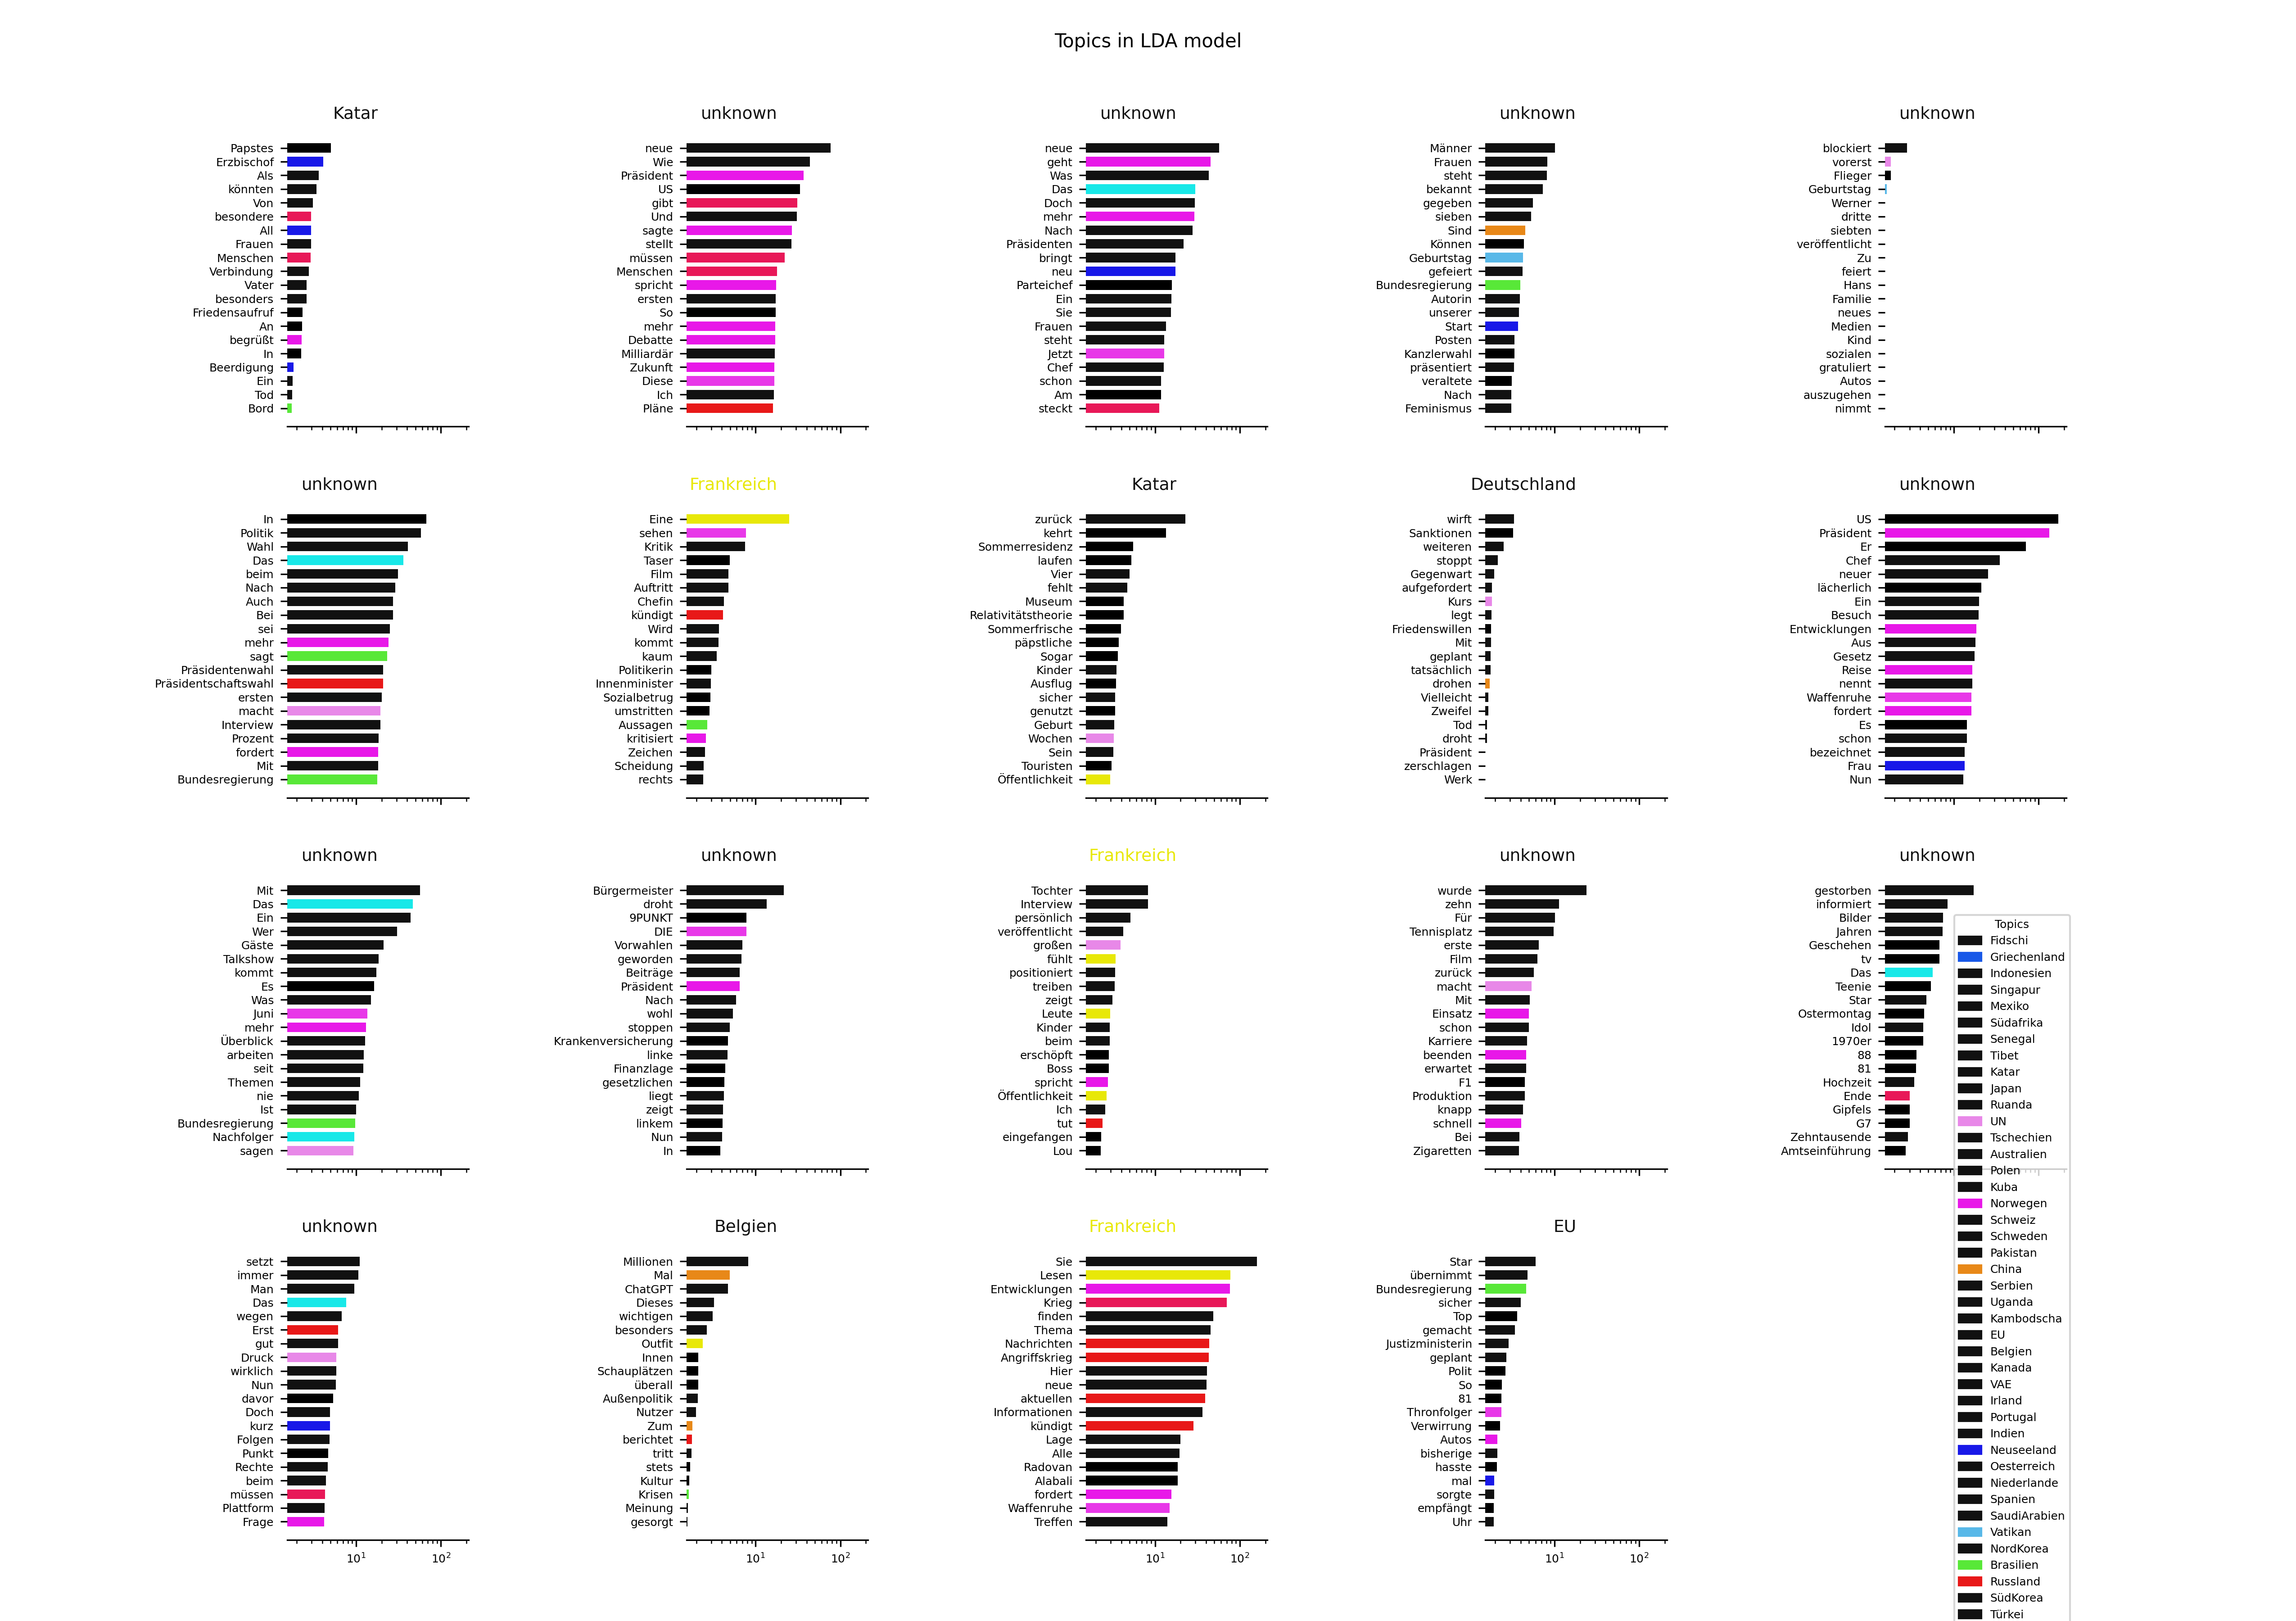 Topics in LDA model
Katar
Papstes
Erzbischof
Als
könnten
Von
besondere
All
Frauen
Menschen
Verbindung
Vater
besonders
Friedensaufruf
An
begrüßt
In
Beerdigung
Ein
Tod
Bord
unknown
neue
Wie
Präsident
US
gibt
Und
sagte
stellt
müssen
Menschen
spricht
ersten
So
mehr
Debatte
Milliardär
Zukunft
Diese
Ich
Pläne
unknown
neue
geht
Was
Das
Doch
mehr
Nach
Präsidenten
bringt
neu
Parteichef
Ein
Sie
Frauen
steht
Jetzt
Chef
schon
Am
steckt
unknown
Männer
Frauen
steht
bekannt
gegeben
sieben
Sind
Können
Geburtstag
gefeiert
Bundesregierung
Autorin
unserer
Start
Posten
Kanzlerwahl
präsentiert
veraltete
Nach
Feminismus
unknown
blockiert
vorerst
Flieger
Geburtstag
Werner
dritte
siebten
veröffentlicht
Zu
feiert
Hans
Familie
neues
Medien
Kind
sozialen
gratuliert
Autos
auszugehen
nimmt
unknown
In
Politik
Wahl
Das
beim
Nach
Auch
Bei
sei
mehr
sagt
Präsidentenwahl
Präsidentschaftswahl
ersten
macht
Interview
Prozent
fordert
Mit
Bundesregierung
Frankreich
Eine
sehen
Kritik
Taser
Film
Auftritt
Chefin
kündigt
Wird
kommt
kaum
Politikerin
Innenminister
Sozialbetrug
umstritten
Aussagen
kritisiert
Zeichen
Scheidung
rechts
Katar
zurück
kehrt
Sommerresidenz
laufen
Vier
fehlt
Museum
Relativitätstheorie
Sommerfrische
päpstliche
Sogar
Kinder
Ausflug
sicher
genutzt
Geburt
Wochen
Sein
Touristen
Öffentlichkeit
Deutschland
wirft
Sanktionen
weiteren
stoppt
Gegenwart
aufgefordert
Kurs
legt
Friedenswillen
Mit
geplant
tatsächlich
drohen
Vielleicht
Zweifel
Tod
droht
Präsident
zerschlagen
Werk
unknown
US
Präsident
Er
Chef
neuer
lächerlich
Ein
Besuch
Entwicklungen
Aus
Gesetz
Reise
nennt
Waffenruhe
fordert
Es
schon
bezeichnet
Frau
Nun
unknown
Mit
Das
Ein
Wer
Gäste
Talkshow
kommt
Es
Was
Juni
mehr
Überblick
arbeiten
seit
Themen
nie
Ist
Bundesregierung
Nachfolger
sagen
unknown
Bürgermeister
droht
9PUNKT
DIE
Vorwahlen
geworden
Beiträge
Präsident
Nach
wohl
stoppen
Krankenversicherung
linke
Finanzlage
gesetzlichen
liegt
zeigt
linkem
Nun
In
Frankreich
Tochter
Interview
persönlich
veröffentlicht
großen
fühlt
positioniert
treiben
zeigt
Leute
Kinder
beim
erschöpft
Boss
spricht
Öffentlichkeit
Ich
tut
eingefangen
Lou
unknown
wurde
zehn
Für
Tennisplatz
erste
Film
zurück
macht
Mit
Einsatz
schon
Karriere
beenden
erwartet
F1
Produktion
knapp
schnell
Bei
Zigaretten
unknown
gestorben
informiert
Bilder
Jahren
Geschehen
tv
Das
Teenie
Star
Ostermontag
Idol
1970er
88
81
Hochzeit
Ende
Gipfels
G7
Zehntausende
Amtseinführung
unknown
setzt
immer
Man
Das
wegen
Erst
gut
Druck
wirklich
Nun
davor
Doch
kurz
Folgen
Punkt
Rechte
beim
müssen
Plattform
Frage
10^1 10^2
Belgien
Millionen
Mal
ChatGPT
Dieses
wichtigen
besonders
Outfit
Innen
Schauplätzen
überall
Außenpolitik
Nutzer
Zum
berichtet
tritt
stets
Kultur
Krisen
Meinung
gesorgt
10^1 10^2
Frankreich
Sie
Lesen
Entwicklungen
Krieg
finden
Thema
Nachrichten
Angriffskrieg
Hier
neue
aktuellen
Informationen
kündigt
Lage
Alle
Radovan
Alabali
fordert
Waffenruhe
Treffen
10^1 10^2
EU
Star
übernimmt
Bundesregierung
sicher
Top
gemacht
Justizministerin
geplant
Polit
So
81
Thronfolger
Verwirrung
Autos
bisherige
hasste
mal
sorgte
empfängt
Uhr
10^1 10^2
Topics
Fidschi
Griechenland
Indonesien
Singapur
Mexiko
Südafrika
Senegal
Tibet
Katar
Japan
Ruanda
UN
Tschechien
Australien
Polen
Kuba
Norwegen
Schweiz
Schweden
Pakistan
China
Serbien
Uganda
Kambodscha
EU
Belgien
Kanada
VAE
Irland
Portugal
Indien
Neuseeland
Oesterreich
Niederlande
Spanien
SaudiArabien
Vatikan
NordKorea
Brasilien
Russland
SüdKorea
Türkei